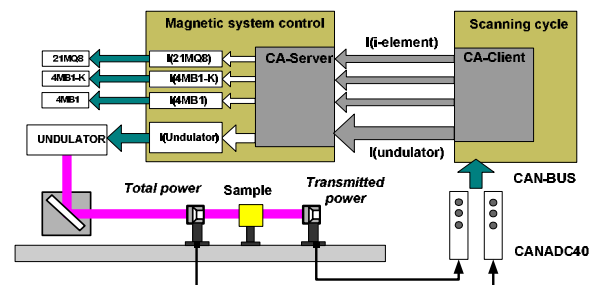 Magnetic system control
Scanning cycle
21MQ8
I(21MQ8)
CA-Server
I(i-element)
CA-Client
4MB1-K
I(4MB1-K)
4MB1
I(4MB1)
UNDULATOR
I(Undulator)
I(undulator)
CAN-BUS
Total power
Sample
Transmitted
power
CANADC40